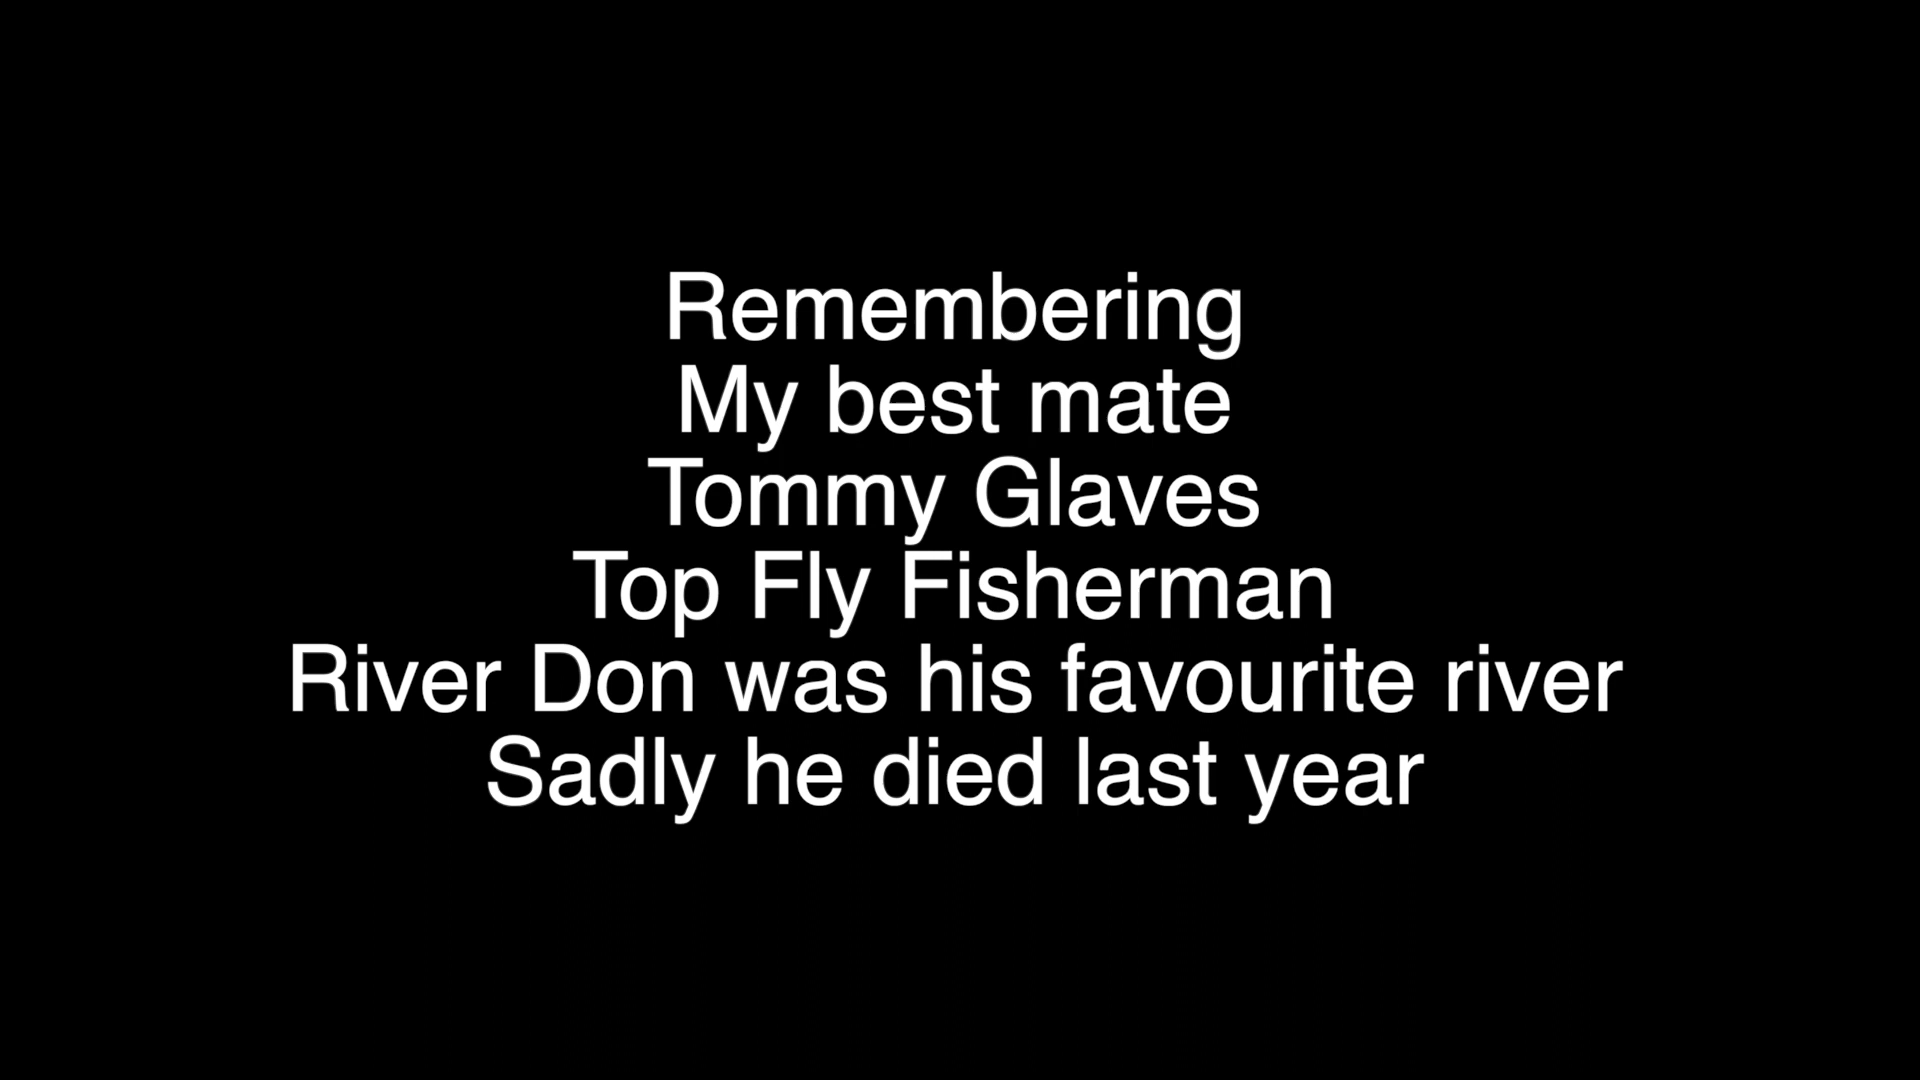 Remembering
My best mate
Tommy Glaves
Top Fly Fisherman
River Don was his favourite river
Sadly he died last year